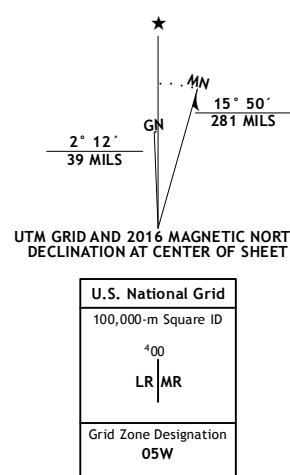 ★
MN
GN
15° 50´
281 MILS
2° 12´
39 MILS
UTM GRID AND 2016 MAGNETIC NORT
DECLINATION AT CENTER OF SHEET
U.S. National Grid
100,000-m Square ID
⁴00
LR MR
Grid Zone Designation
05W